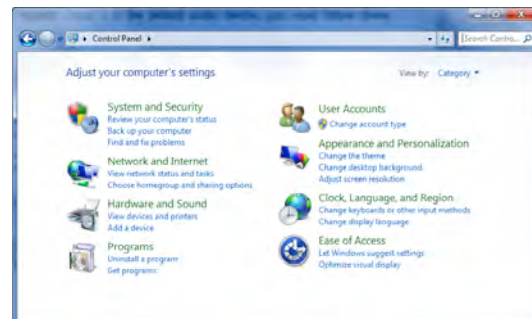 Control Panel
Search Contro...
Adjust your computer's settings
View by: Category
System and Security
Review your computer's status
Back up your computer
Find and fix problems
Network and Internet
View network status and tasks
Choose homegroup and sharing options
Hardware and Sound
View devices and printers
Add a device
Programs
Uninstall a program
Get programs
User Accounts
Change account type
Appearance and Personalization
Change the theme
Change desktop background
Adjust screen resolution
Clock, Language, and Region
Change keyboards or other input methods
Change display language
Ease of Access
Let Windows suggest settings
Optimize visual display